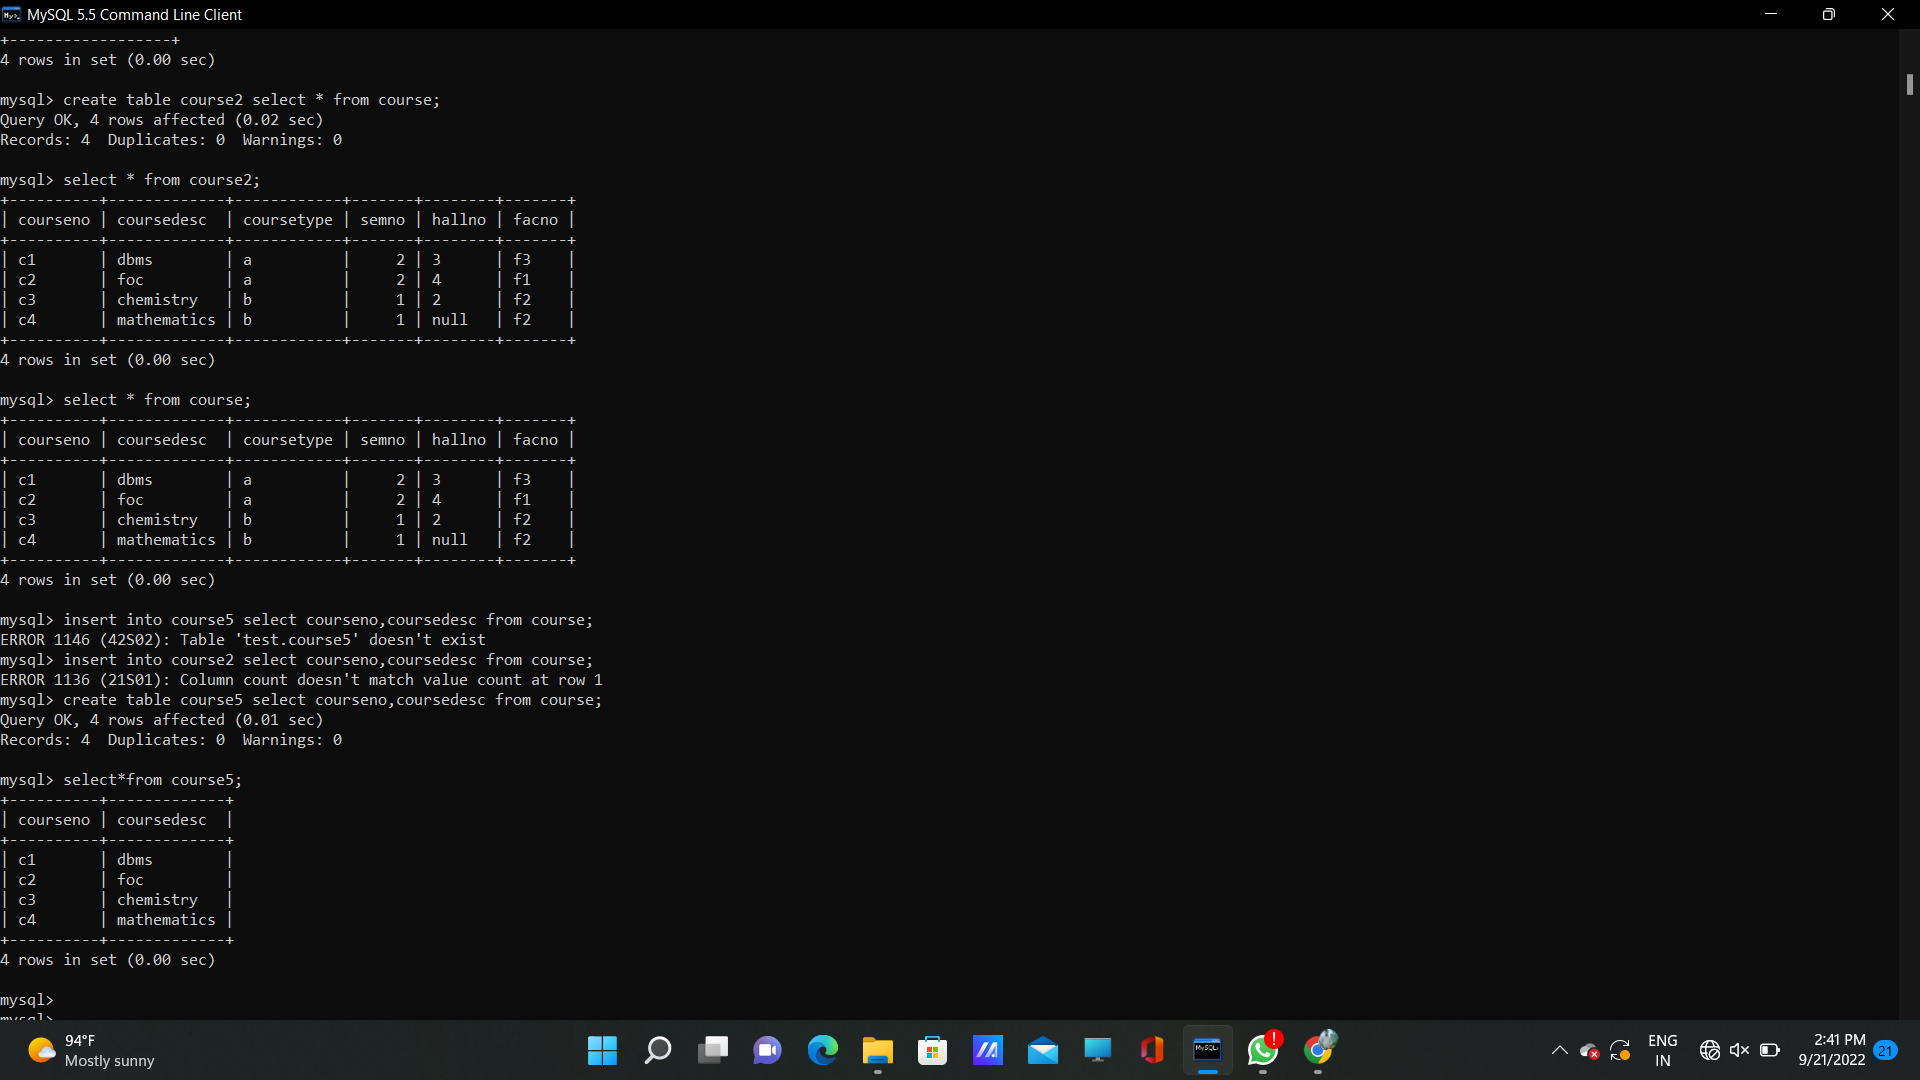 MySQL 5.5 Command Line Client
+------------------+
4 rows in set (0.00 sec)
mysql> create table course2 select * from course;
Query OK, 4 rows affected (0.02 sec)
Records: 4  Duplicates: 0  Warnings: 0
mysql> select * from course2;
+----------+-------------+------------+-------+--------+-------+
| courseno | coursedesc  | coursetype | semno | hallno | facno |
+----------+-------------+------------+-------+--------+-------+
| c1       | dbms        | a          |     2 | 3      | f3    |
| c2       | foc         | a          |     2 | 4      | f1    |
| c3       | chemistry   | b          |     1 | 2      | f2    |
| c4       | mathematics | b          |     1 | null   | f2    |
+----------+-------------+------------+-------+--------+-------+
4 rows in set (0.00 sec)
mysql> select * from course;
+----------+-------------+------------+-------+--------+-------+
| courseno | coursedesc  | coursetype | semno | hallno | facno |
+----------+-------------+------------+-------+--------+-------+
| c1       | dbms        | a          |     2 | 3      | f3    |
| c2       | foc         | a          |     2 | 4      | f1    |
| c3       | chemistry   | b          |     1 | 2      | f2    |
| c4       | mathematics | b          |     1 | null   | f2    |
+----------+-------------+------------+-------+--------+-------+
4 rows in set (0.00 sec)
mysql> insert into course5 select courseno,coursedesc from course;
ERROR 1146 (42S02): Table 'test.course5' doesn't exist
mysql> insert into course2 select courseno,coursedesc from course;
ERROR 1136 (21S01): Column count doesn't match value count at row 1
mysql> create table course5 select courseno,coursedesc from course;
Query OK, 4 rows affected (0.01 sec)
Records: 4  Duplicates: 0  Warnings: 0
mysql> select*from course5;
+----------+-------------+
| courseno | coursedesc  |
+----------+-------------+
| c1       | dbms        |
| c2       | foc         |
| c3       | chemistry   |
| c4       | mathematics |
+----------+-------------+
4 rows in set (0.00 sec)
mysql>
mysql>
94°F
Mostly sunny
MySQL>
ENG
IN
2:41 PM
9/21/2022
21